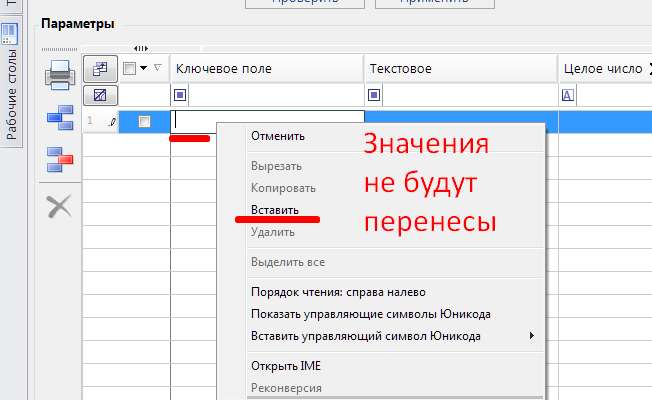 Проверить
Применить
Параметры
Рабочие столы
Ключевое поле
Текстовое
Целое число
1
Отменить
Вырезать
Копировать
Вставить
Удалить
Выделить все
Порядок чтения: справа налево
Показать управляющие символы Юникода
Вставить управляющий символ Юникода
Открыть IME
Реконверсия
Значения
не будут
перенесы